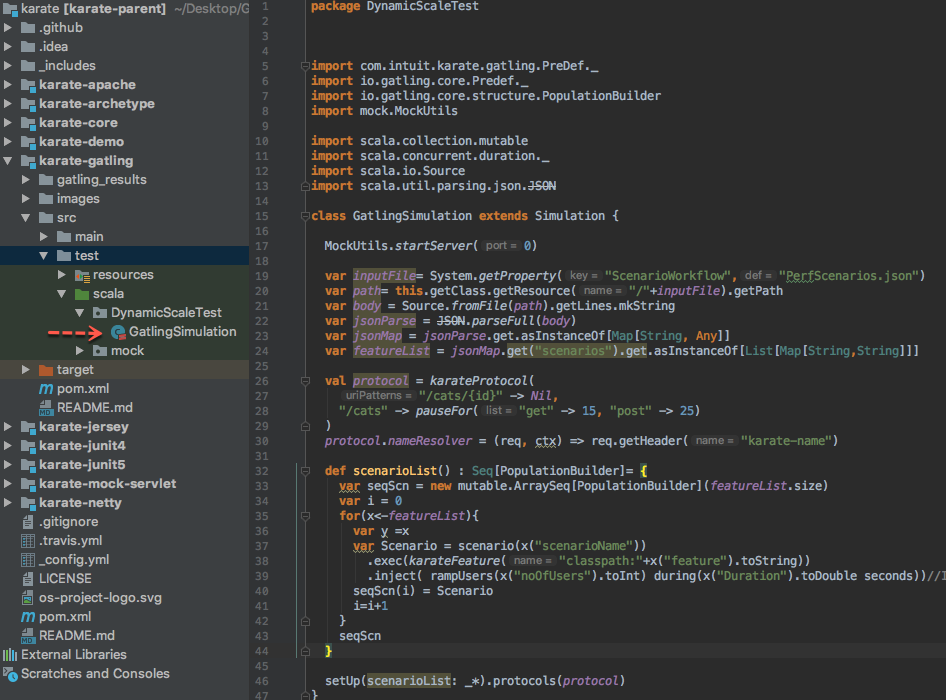 karate [karate-parent] ~/Desktop/G
.github
.idea
_includes
karate-apache
karate-archetype
karate-core
karate-demo
karate-gatling
gatling_results
images
src
main
test
resources
scala
DynamicScaleTest
GatlingSimulation
mock
target
pom.xml
README.md
karate-jersey
karate-junit4
karate-junit5
karate-mock-servlet
karate-netty
.gitignore
.travis.yml
_config.yml
LICENSE
os-project-logo.svg
pom.xml
README.md
External Libraries
Scratches and Consoles
1 package DynamicScaleTest
2
3
4
5 import com.intuit.karate.gatling.PreDef._
6 import io.gatling.core.Predef._
7 import io.gatling.core.structure.PopulationBuilder
8 import mock.MockUtils
9
10 import scala.collection.mutable
11 import scala.concurrent.duration._
12 import scala.io.Source
13 import scala.util.parsing.json.JSON
14
15 class GatlingSimulation extends Simulation {
16
17 MockUtils.startServer( port = 0)
18
19 var inputFile= System.getProperty( key = "ScenarioWorkflow", def = "PerfScenarios.json")
20 var path= this.getClass.getResource( name = "/"+inputFile).getPath
21 var body = Source.fromFile(path).getLines.mkString
22 var jsonParse = JSON.parseFull(body)
23 var jsonMap = jsonParse.get.asInstanceOf[Map[String, Any]]
24 var featureList = jsonMap.get("scenarios").get.asInstanceOf[List[Map[String,String]]]
25
26 val protocol = karateProtocol(
27 uriPatterns = "/cats/{id}" -> Nil,
28 "/cats" -> pauseFor( list = "get" -> 15, "post" -> 25)
29 )
30 protocol.nameResolver = (req, ctx) => req.getHeader( name = "karate-name")
31
32 def scenarioList() : Seq[PopulationBuilder]= {
33 var seqScn = new mutable.ArraySeq[PopulationBuilder](featureList.size)
34 var i = 0
35 for(x<-featureList){
36 var y =x
37 var Scenario = scenario(x("scenarioName"))
38 .exec(karateFeature( name = "classpath:"+x("feature").toString))
39 .inject( rampUsers(x("noOfUsers").toInt) during(x("Duration").toDouble seconds))//I
40 seqScn(i) = Scenario
41 i=i+1
42 }
43 seqScn
44 }
45
46 setUp(scenarioList: _*).protocols(protocol)
47 }